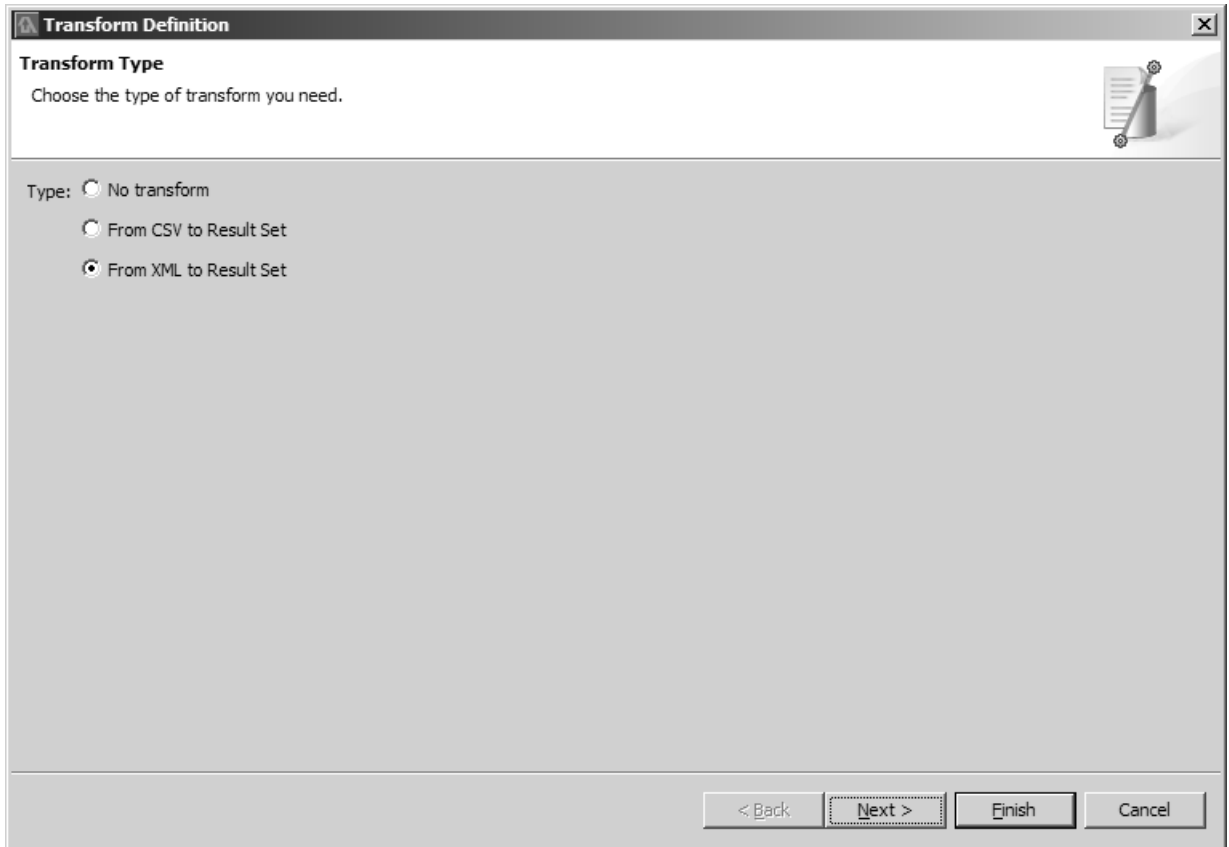 Transform Definition
Transform Type
Choose the type of transform you need.
Type: No transform
From CSV to Result Set
From XML to Result Set
< Back Next > Finish Cancel